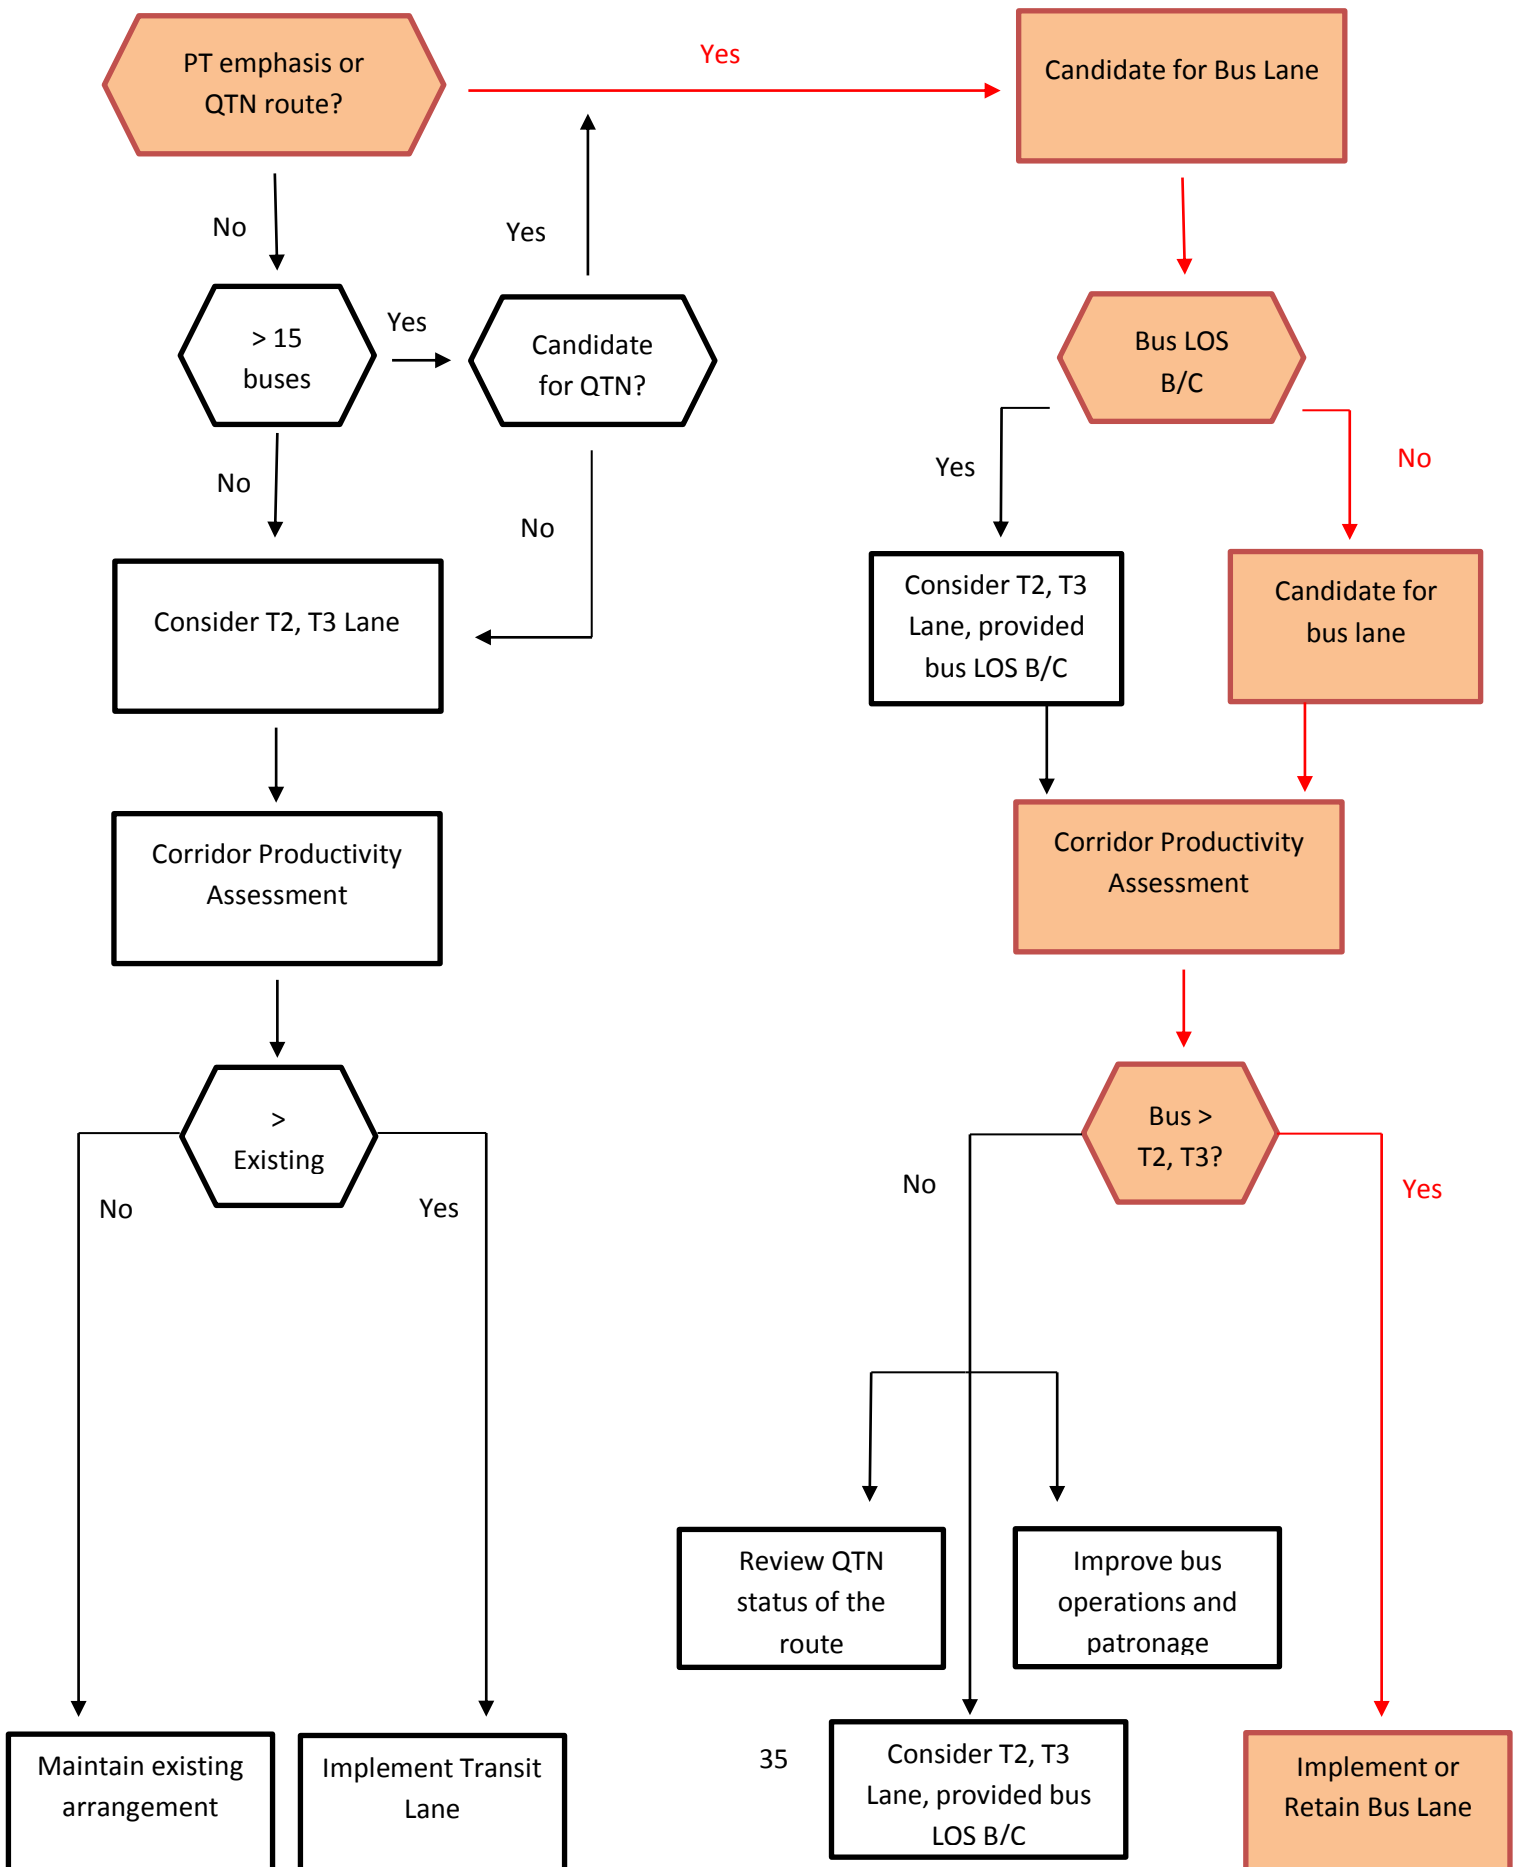 PT emphasis or
QTN route?
Yes
Candidate for Bus Lane
No
Yes
> 15
buses
Yes
Candidate
for QTN?
Bus LOS
B/C
No
No
Yes
No
Consider T2, T3 Lane
Consider T2, T3
Lane, provided
bus LOS B/C
Candidate for
bus lane
Corridor Productivity
Assessment
Corridor Productivity
Assessment
>
Existing
Bus >
T2, T3?
No
Yes
No
Yes
Review QTN
status of the
route
Improve bus
operations and
patronage
Maintain existing
arrangement
Implement Transit
Lane
35
Consider T2, T3
Lane, provided bus
LOS B/C
Implement or
Retain Bus Lane